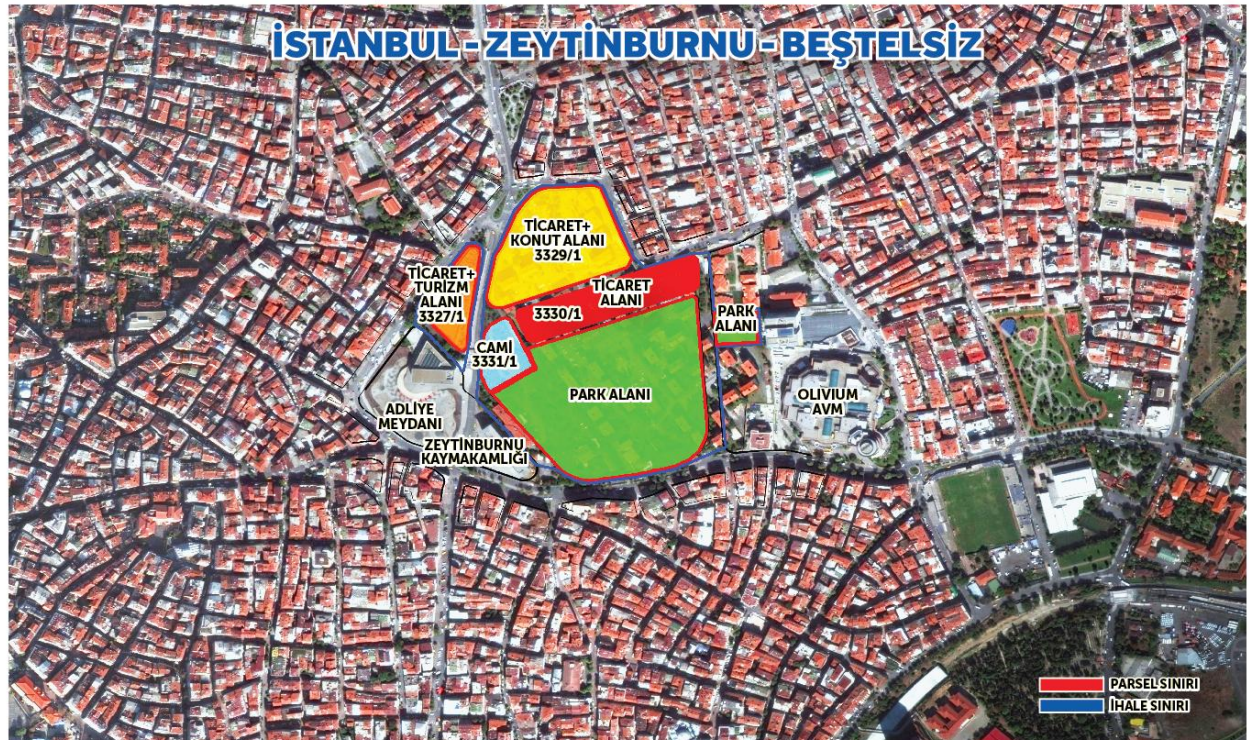 İSTANBUL - ZEYTİNBURNU - BEŞTELSİZ
TİCARET+
KONUT ALANI
3329/1
TİCARET+
TURİZM
ALANI
3327/1
TİCARET
ALANI
3330/1
PARK
ALANI
CAMİ
3331/1
PARK ALANI
OLIVIUM
AVM
ADLİYE
MEYDANI
ZEYTİNBURNU
KAYMAKAMLIĞI
PARSEL SINIRI
İHALE SINIRI